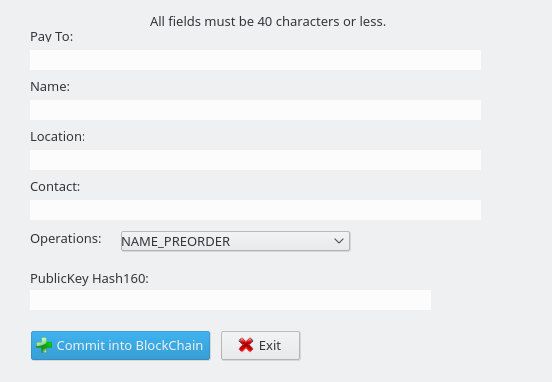 All fields must be 40 characters or less.
Pay To:
Name:
Location:
Contact:
Operations: NAME_PREORDER
PublicKey Hash160:
Commit into BlockChain Exit